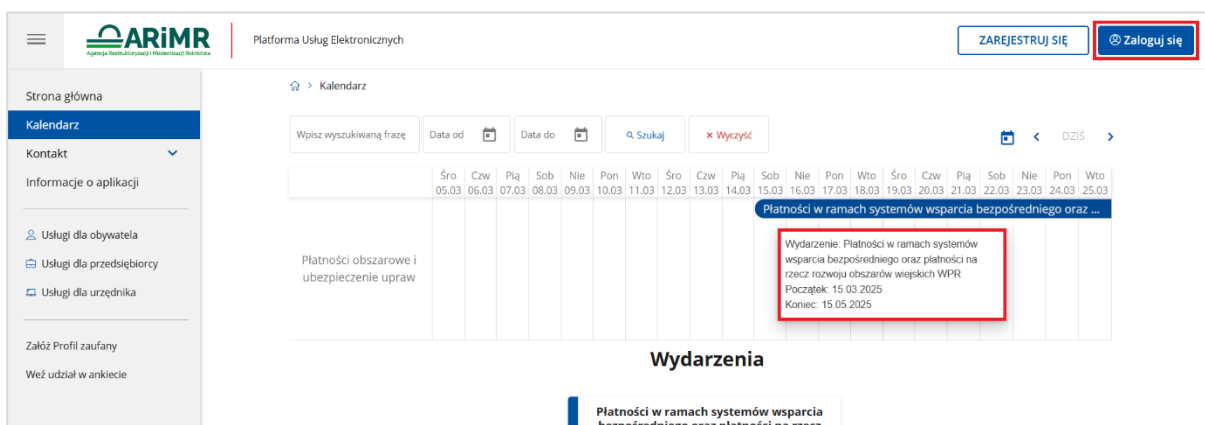 ARiMR
Agencja Restrukturyzacji i Modernizacji Rolnictwa
Platforma Usług Elektronicznych
ZAREJESTRUJ SIĘ
Zaloguj się
Strona główna
Kalendarz
Kontakt
Informacje o aplikacji
Usługi dla obywatela
Usługi dla przedsiębiorcy
Usługi dla urzędnika
Załóż Profil zaufany
Weź udział w ankiecie
> Kalendarz
Wpisz wyszukiwaną frazę Data od Data do Szukaj × Wyczyść
DZIŚ
Śro Czw Pią Sob Nie Pon Wto Śro Czw Pią Sob Nie Pon Wto Śro Czw Pią Sob Nie Pon Wto
05.03 06.03 07.03 08.03 09.03 10.03 11.03 12.03 13.03 14.03 15.03 16.03 17.03 18.03 19.03 20.03 21.03 22.03 23.03 24.03 25.03
Płatności w ramach systemów wsparcia bezpośredniego oraz ...
Płatności obszarowe i
ubezpieczenie upraw
Wydarzenie: Płatności w ramach systemów
wsparcia bezpośredniego oraz płatności na
rzecz rozwoju obszarów wiejskich WPR
Początek: 15.03.2025
Koniec: 15.05.2025
Wydarzenia
Płatności w ramach systemów wsparcia
bezpośredniego oraz płatności na rzecz